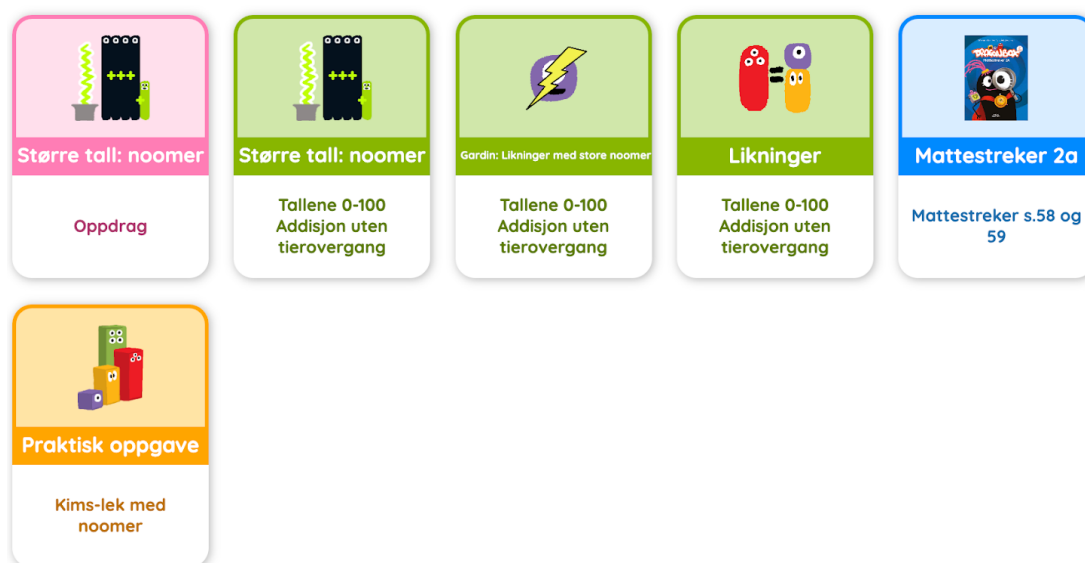 Større tall: noomer
Oppdrag
Større tall: noomer
Tallene 0-100
Addisjon uten
tierovergang
Gardin: Likninger med store noomer
Tallene 0-100
Addisjon uten
tierovergang
Likninger
Tallene 0-100
Addisjon uten
tierovergang
DRAGONBOX
Mattestreker 2a
Mattestreker s.58 og
59
Praktisk oppgave
Kims-lek med
noomer